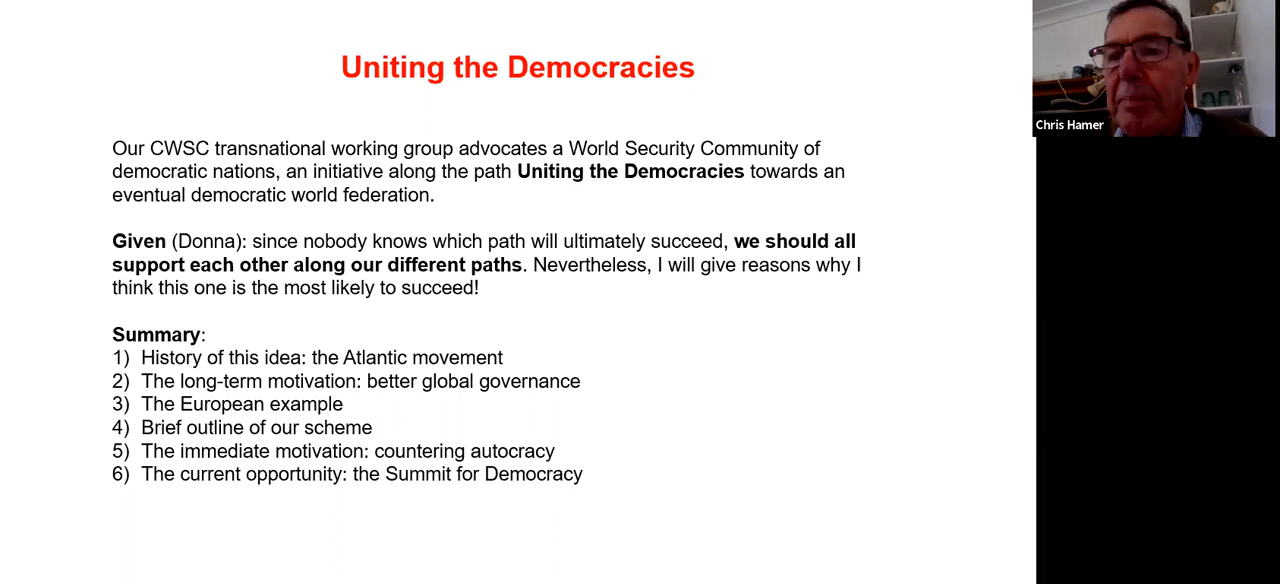 Uniting the Democracies
Our CWSC transnational working group advocates a World Security Community of
democratic nations, an initiative along the path Uniting the Democracies towards an
eventual democratic world federation.
Given (Donna): since nobody knows which path will ultimately succeed, we should all
support each other along our different paths. Nevertheless, I will give reasons why I
think this one is the most likely to succeed!
Summary:
1) History of this idea: the Atlantic movement
2) The long-term motivation: better global governance
3) The European example
4) Brief outline of our scheme
5) The immediate motivation: countering autocracy
6) The current opportunity: the Summit for Democracy
Chris Hamer